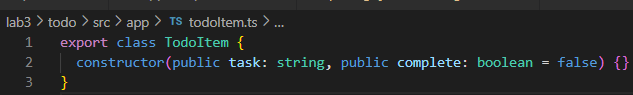 lab3 > todo > src > app > TS todoItem.ts > ...
1 export class TodoItem {
2 constructor(public task: string, public complete: boolean = false) {}
3 }